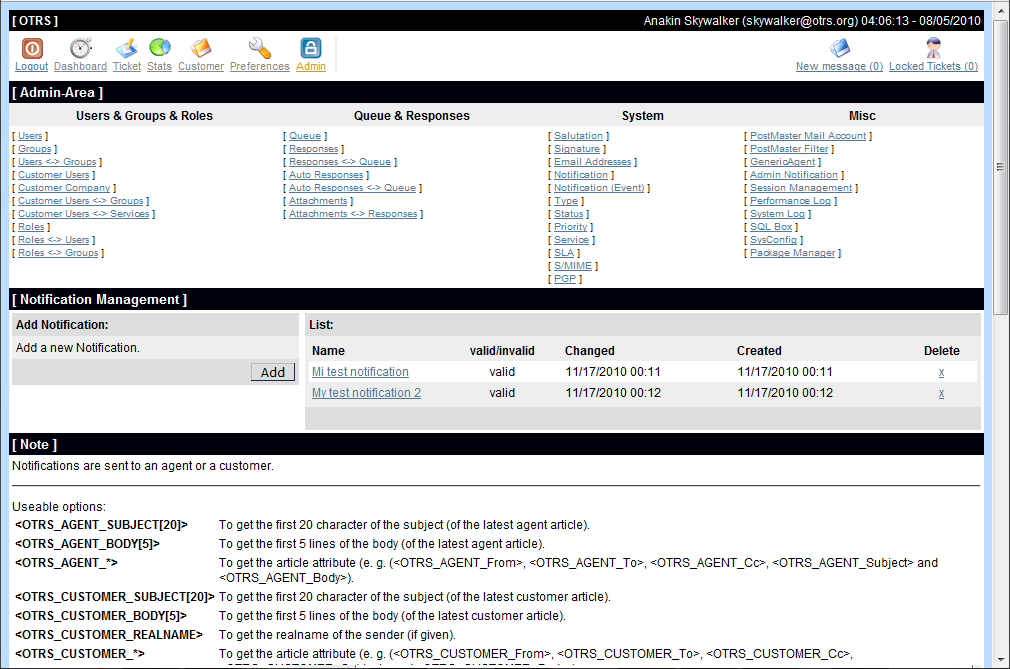 [ OTRS ] Anakin Skywalker (skywalker@otrs.org) 04:06:13 - 08/05/2010
Logout Dashboard Ticket Stats Customer Preferences Admin New message (0) Locked Tickets (0)
[ Admin-Area ]
Users & Groups & Roles Queue & Responses System Misc
[ Users ] [ Queue ] [ Salutation ] [ PostMaster Mail Account ]
[ Groups ] [ Responses ] [ Signature ] [ PostMaster Filter ]
[ Users <-> Groups ] [ Responses <-> Queue ] [ Email Addresses ] [ GenericAgent ]
[ Customer Users ] [ Auto Responses ] [ Notification ] [ Admin Notification ]
[ Customer Company ] [ Auto Responses <-> Queue ] [ Notification (Event) ] [ Session Management ]
[ Customer Users <-> Groups ] [ Attachments ] [ Type ] [ Performance Log ]
[ Customer Users <-> Services ] [ Attachments <-> Responses ] [ Status ] [ System Log ]
[ Roles ] [ Priority ] [ SQL Box ]
[ Roles <-> Users ] [ Service ] [ SysConfig ]
[ Roles <-> Groups ] [ SLA ] [ Package Manager ]
[ S/MIME ]
[ PGP ]
[ Notification Management ]
Add Notification: List:
Add a new Notification. Name valid/invalid Changed Created Delete
Add Mi test notification valid 11/17/2010 00:11 11/17/2010 00:11 x
My test notification 2 valid 11/17/2010 00:12 11/17/2010 00:12 x
[ Note ]
Notifications are sent to an agent or a customer.
Useable options:
<OTRS_AGENT_SUBJECT[20]> To get the first 20 character of the subject (of the latest agent article).
<OTRS_AGENT_BODY[5]> To get the first 5 lines of the body (of the latest agent article).
<OTRS_AGENT_*> To get the article attribute (e. g. (<OTRS_AGENT_From>, <OTRS_AGENT_To>, <OTRS_AGENT_Cc>, <OTRS_AGENT_Subject> and
<OTRS_AGENT_Body>).
<OTRS_CUSTOMER_SUBJECT[20]> To get the first 20 character of the subject (of the latest customer article).
<OTRS_CUSTOMER_BODY[5]> To get the first 5 lines of the body (of the latest customer article).
<OTRS_CUSTOMER_REALNAME> To get the realname of the sender (if given).
<OTRS_CUSTOMER_*> To get the article attribute (e. g. (<OTRS_CUSTOMER_From>, <OTRS_CUSTOMER_To>, <OTRS_CUSTOMER_Cc>,